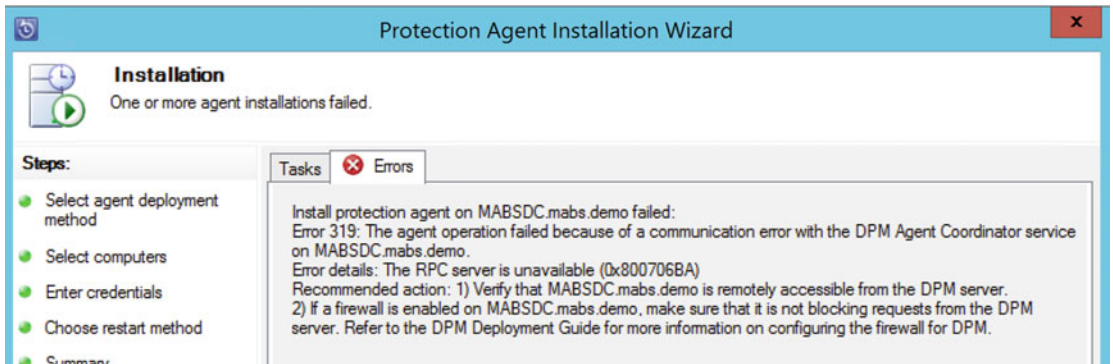 Protection Agent Installation Wizard
x
Installation
One or more agent installations failed.
Steps:
Select agent deployment
method
Select computers
Enter credentials
Choose restart method
Summary
Tasks
Errors
Install protection agent on MABSDC.mabs.demo failed:
Error 319: The agent operation failed because of a communication error with the DPM Agent Coordinator service
on MABSDC.mabs.demo.
Error details: The RPC server is unavailable (0x800706BA)
Recommended action: 1) Verify that MABSDC.mabs.demo is remotely accessible from the DPM server.
2) If a firewall is enabled on MABSDC.mabs.demo, make sure that it is not blocking requests from the DPM
server. Refer to the DPM Deployment Guide for more information on configuring the firewall for DPM.